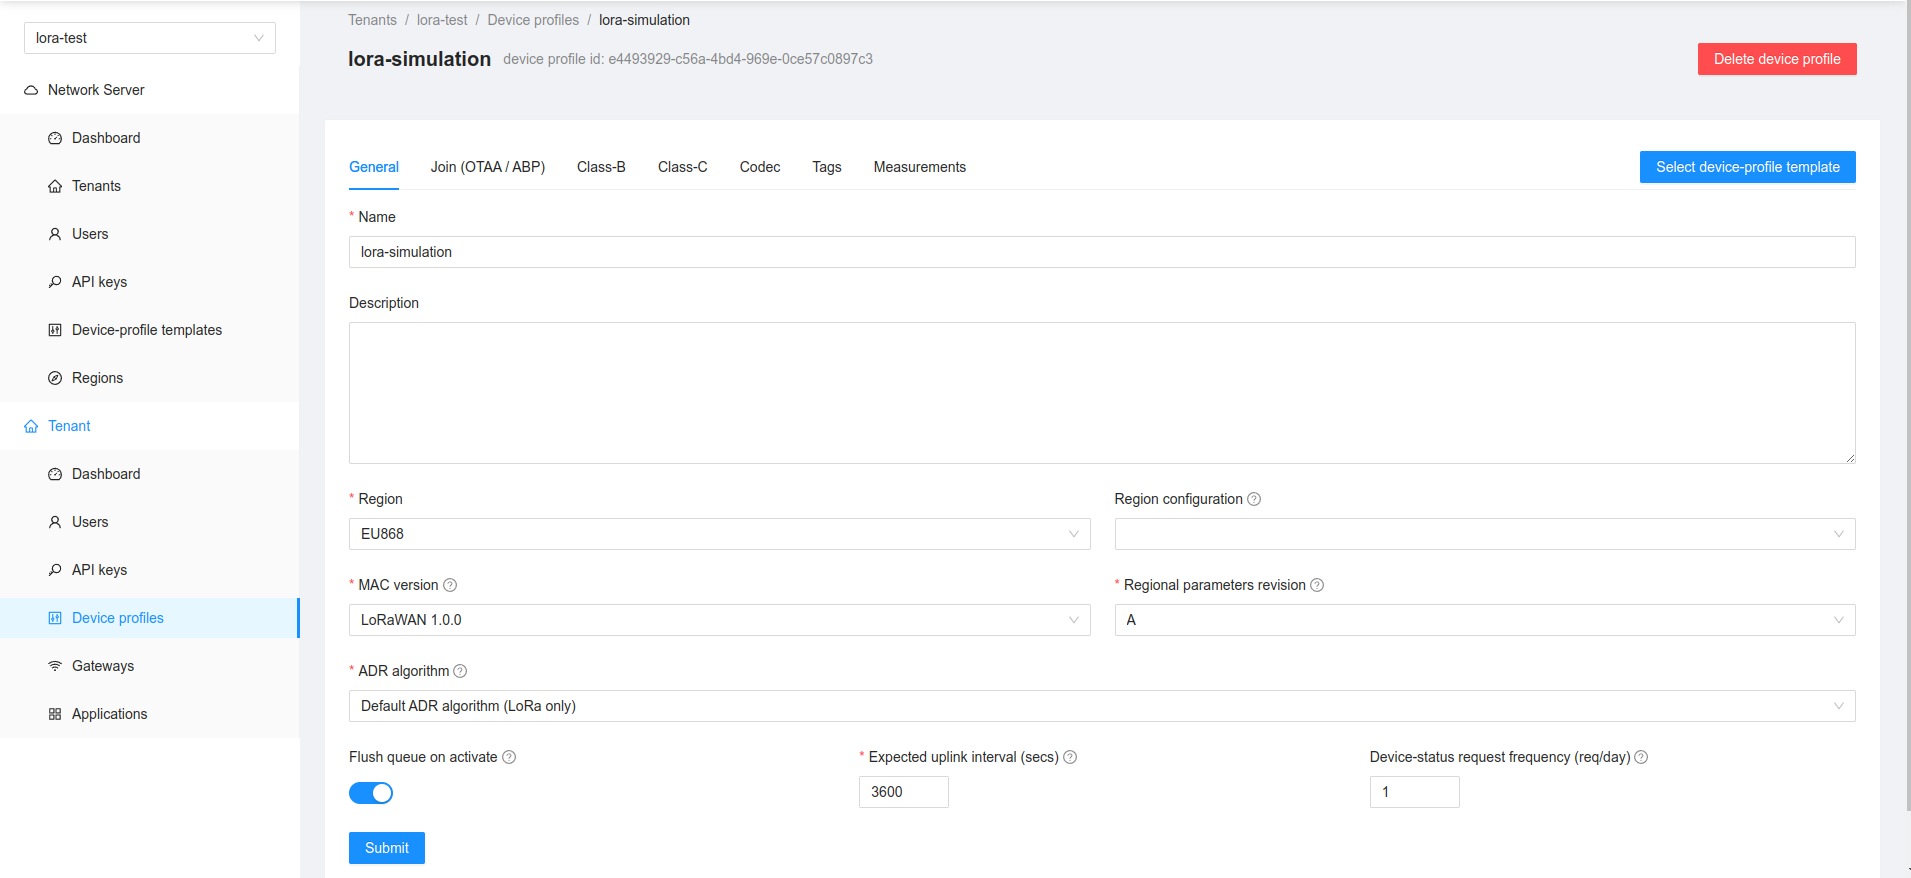 lora-test
Network Server
Dashboard
Tenants
Users
API keys
Device-profile templates
Regions
Tenant
Dashboard
Users
API keys
Device profiles
Gateways
Applications
Tenants / lora-test / Device profiles / lora-simulation
lora-simulation device profile id: e4493929-c56a-4bd4-969e-0ce57c0897c3
Delete device profile
General Join (OTAA / ABP) Class-B Class-C Codec Tags Measurements
Select device-profile template
* Name
lora-simulation
Description
* Region Region configuration
EU868
* MAC version * Regional parameters revision
LoRaWAN 1.0.0 A
* ADR algorithm
Default ADR algorithm (LoRa only)
Flush queue on activate * Expected uplink interval (secs) Device-status request frequency (req/day)
3600 1
Submit